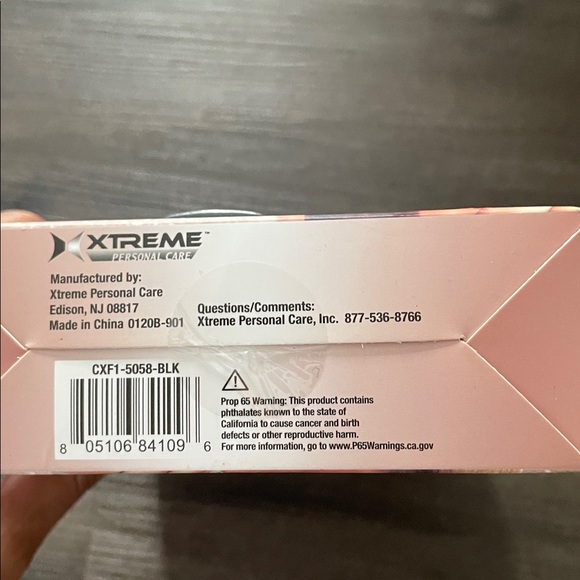 XTREME™
PERSONAL CARE
Manufactured by:
Xtreme Personal Care
Edison, NJ 08817
Made in China 0120B-901
Questions/Comments:
Xtreme Personal Care, Inc. 877-536-8766
CXF1-5058-BLK
8 05106 84109 6
Prop 65 Warning: This product contains
phthalates known to the state of
California to cause cancer and birth
defects or other reproductive harm.
For more information, go to www.P65Warnings.ca.gov